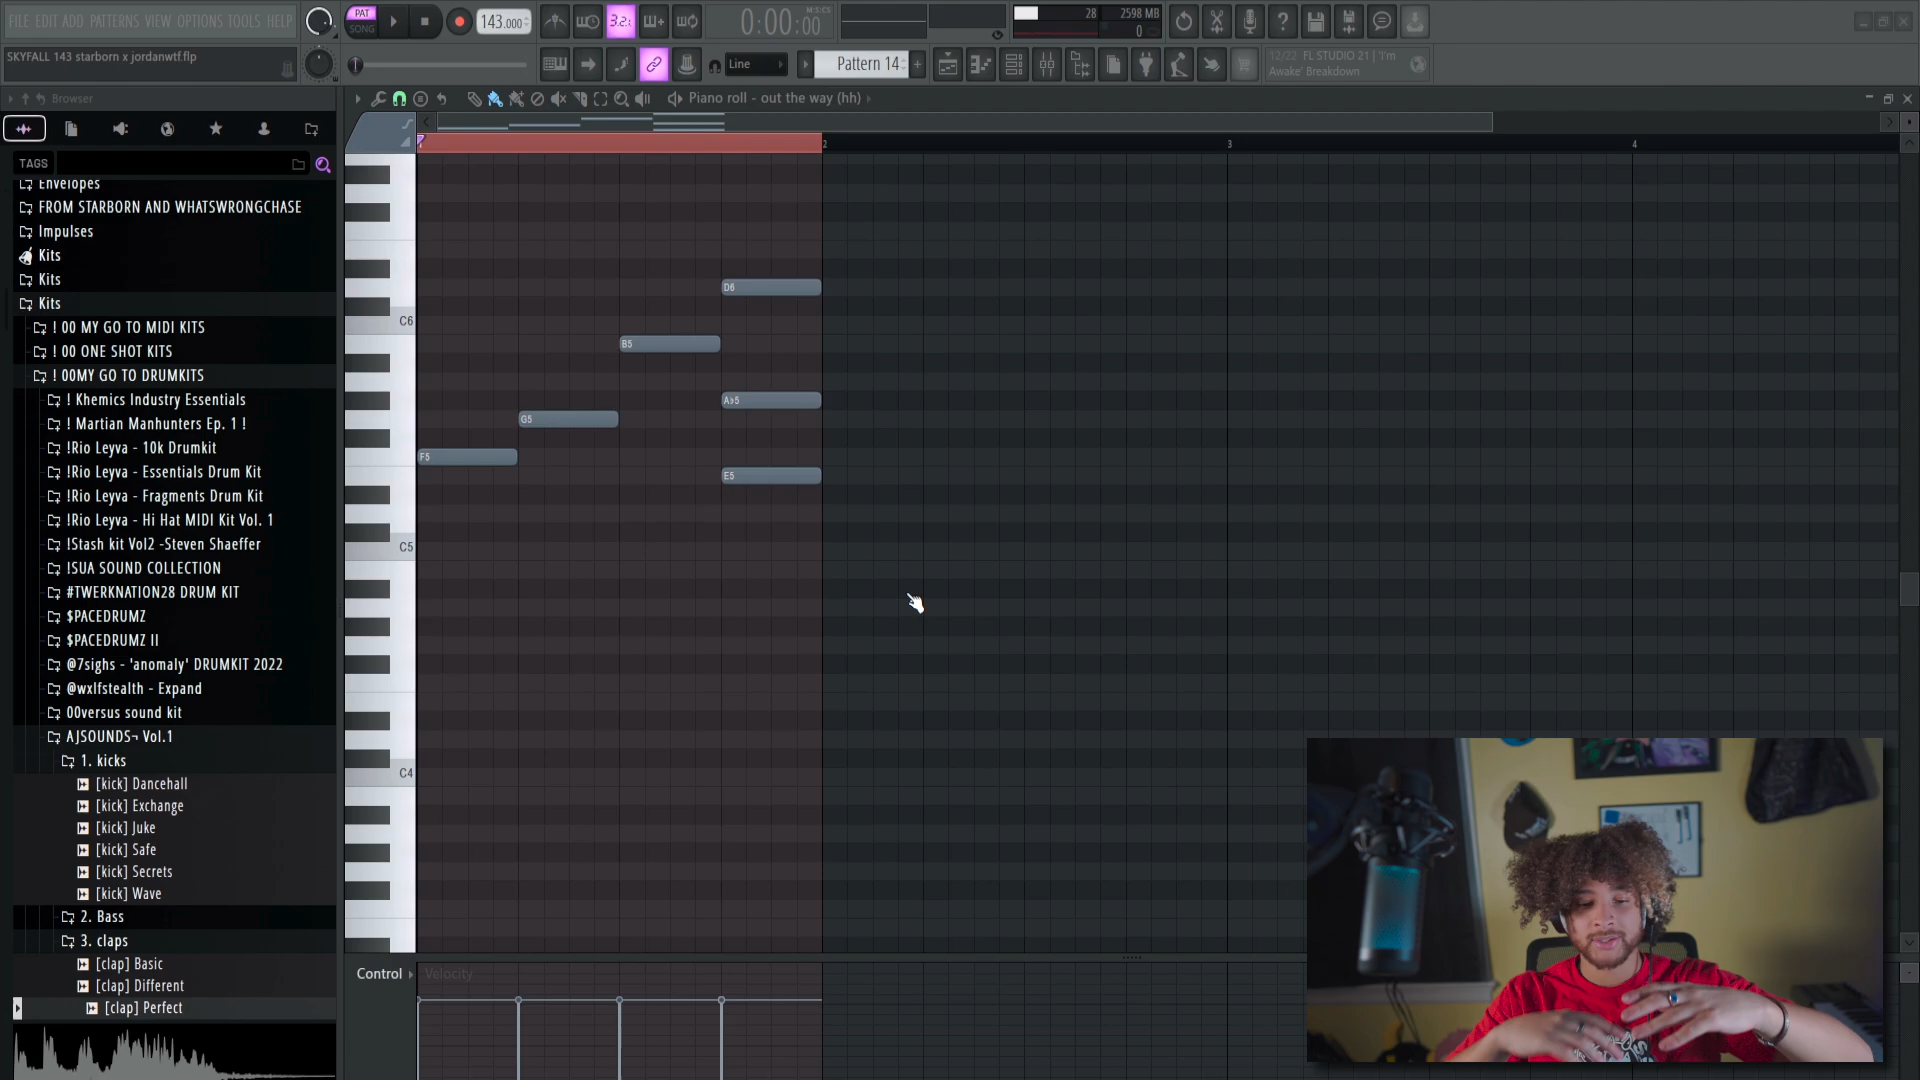 FILE EDIT ADD PATTERNS VIEW OPTIONS TOOLS HELP
PAT
SONG
143.000
3.2.
0:00:00
M:S:CS
28
2598 MB
0
SKYFALL 143 starborn x jordanwtf.flp
Line
Pattern 14
12/22 FL STUDIO 21 | 'I'm
Awake' Breakdown
Browser
Piano roll - out the way (hh)
TAGS
Envelopes
FROM STARBORN AND WHATSWRONGCHASE
Impulses
Kits
Kits
Kits
! 00 MY GO TO MIDI KITS
! 00 ONE SHOT KITS
! 00MY GO TO DRUMKITS
! Khemics Industry Essentials
! Martian Manhunters Ep. 1 !
!Rio Leyva - 10k Drumkit
!Rio Leyva - Essentials Drum Kit
!Rio Leyva - Fragments Drum Kit
!Rio Leyva - Hi Hat MIDI Kit Vol. 1
!Stash kit Vol2 -Steven Shaeffer
!SUA SOUND COLLECTION
#TWERKNATION28 DRUM KIT
$PACEDRUMZ
$PACEDRUMZ II
@7sighs - 'anomaly' DRUMKIT 2022
@wxlfstealth - Expand
00versus sound kit
AJSOUNDS¬ Vol.1
1. kicks
[kick] Dancehall
[kick] Exchange
[kick] Juke
[kick] Safe
[kick] Secrets
[kick] Wave
2. Bass
3. claps
[clap] Basic
[clap] Different
[clap] Perfect
2
3
4
C6
C5
C4
D6
B5
A♭5
G5
F5
E5
Control
Velocity